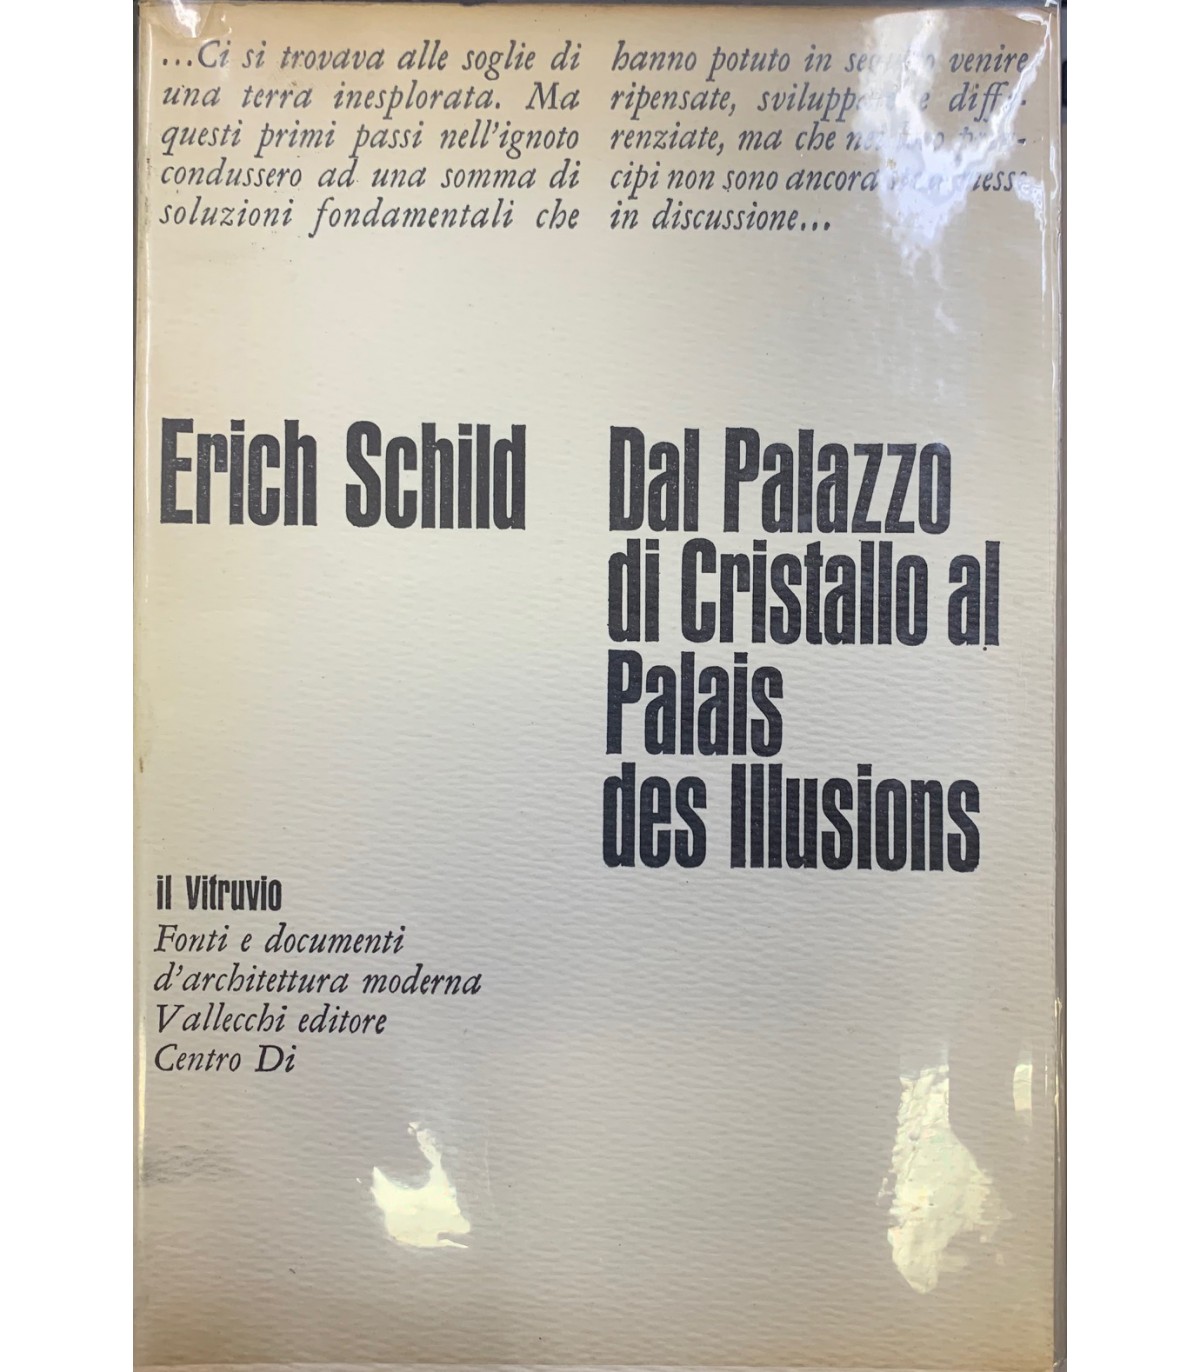 ...Ci si trovava alle soglie di
una terra inesplorata. Ma
questi primi passi nell'ignoto
condussero ad una somma di
soluzioni fondamentali che
hanno potuto in venire
ripensate, e diffe-
renziate, ma che
cipi non sono ancora
in discussione...
Erich Schild
Dal Palazzo
di Cristallo al
Palais
des Illusions
il Vitruvio
Fonti e documenti
d'architettura moderna
Vallecchi editore
Centro Di